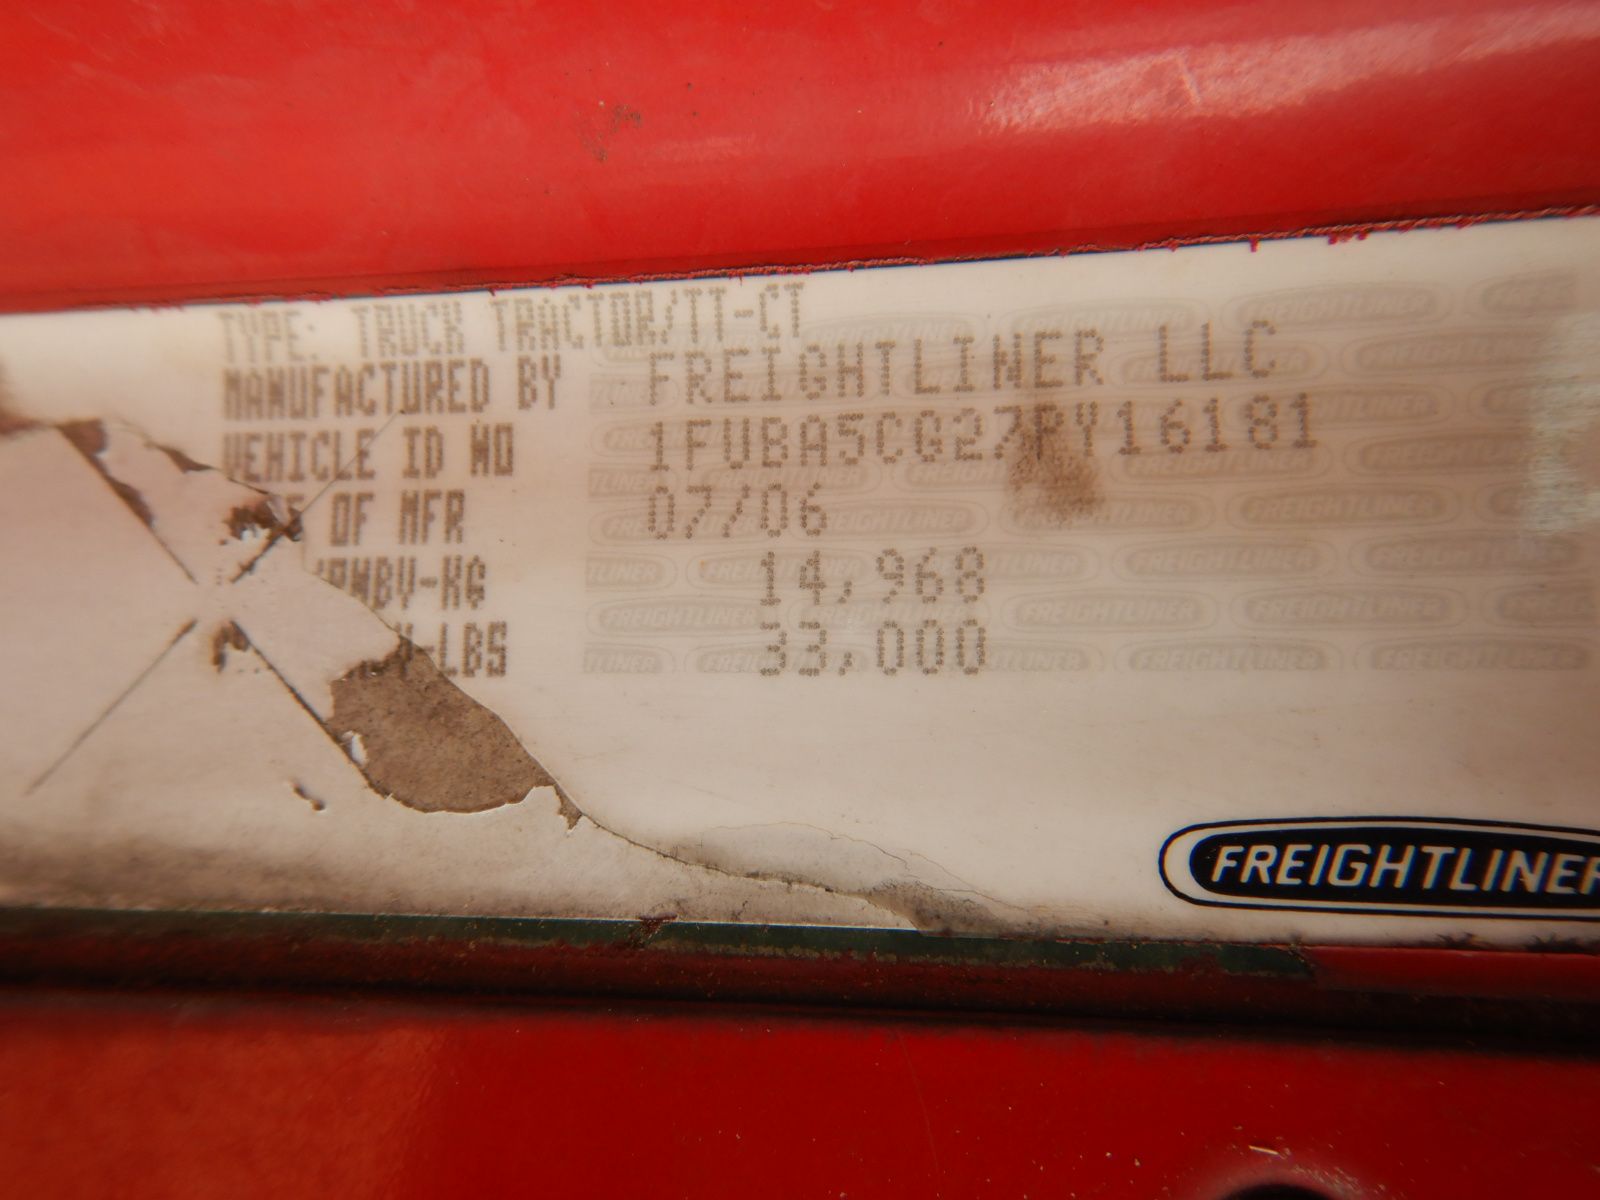 TYPE: TRUCK TRACTOR/TT-CT
MANUFACTURED BY FREIGHTLINER LLC
VEHICLE ID NO 1FUBA5CG27PY16181
OF MFR 07/06
14,968
-LBS 33,000
FREIGHTLINER